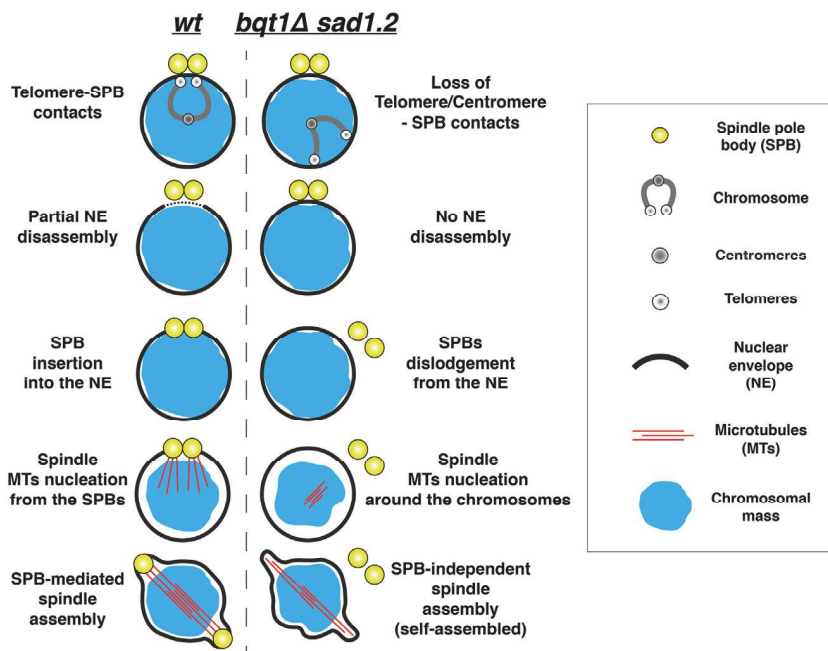 wt
bqt1Δ sad1.2
Telomere-SPB
contacts
Loss of
Telomere/Centromere
- SPB contacts
Partial NE
disassembly
No NE
disassembly
SPB
insertion
into the NE
SPBs
dislodgement
from the NE
Spindle
MTs nucleation
from the SPBs
Spindle
MTs nucleation
around the chromosomes
SPB-mediated
spindle
assembly
SPB-independent
spindle
assembly
(self-assembled)
Spindle pole
body (SPB)
Chromosome
Centromeres
Telomeres
Nuclear
envelope
(NE)
Microtubules
(MTs)
Chromosomal
mass